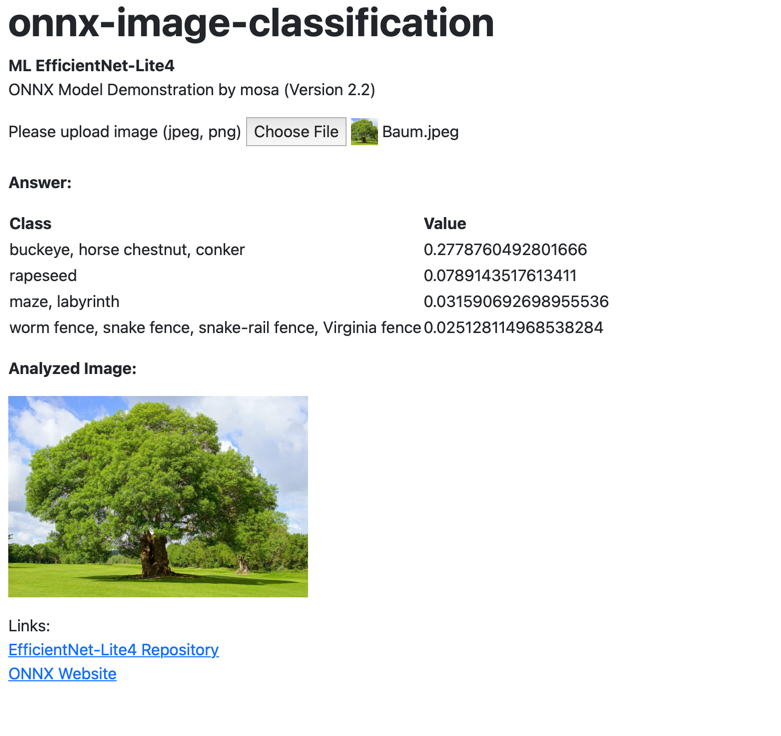 onnx-image-classification
ML EfficientNet-Lite4
ONNX Model Demonstration by mosa (Version 2.2)
Please upload image (jpeg, png) Choose File Baum.jpeg
Answer:
Class Value
buckeye, horse chestnut, conker 0.2778760492801666
rapeseed 0.0789143517613411
maze, labyrinth 0.031590692698955536
worm fence, snake fence, snake-rail fence, Virginia fence 0.025128114968538284
Analyzed Image:
Links:
EfficientNet-Lite4 Repository
ONNX Website